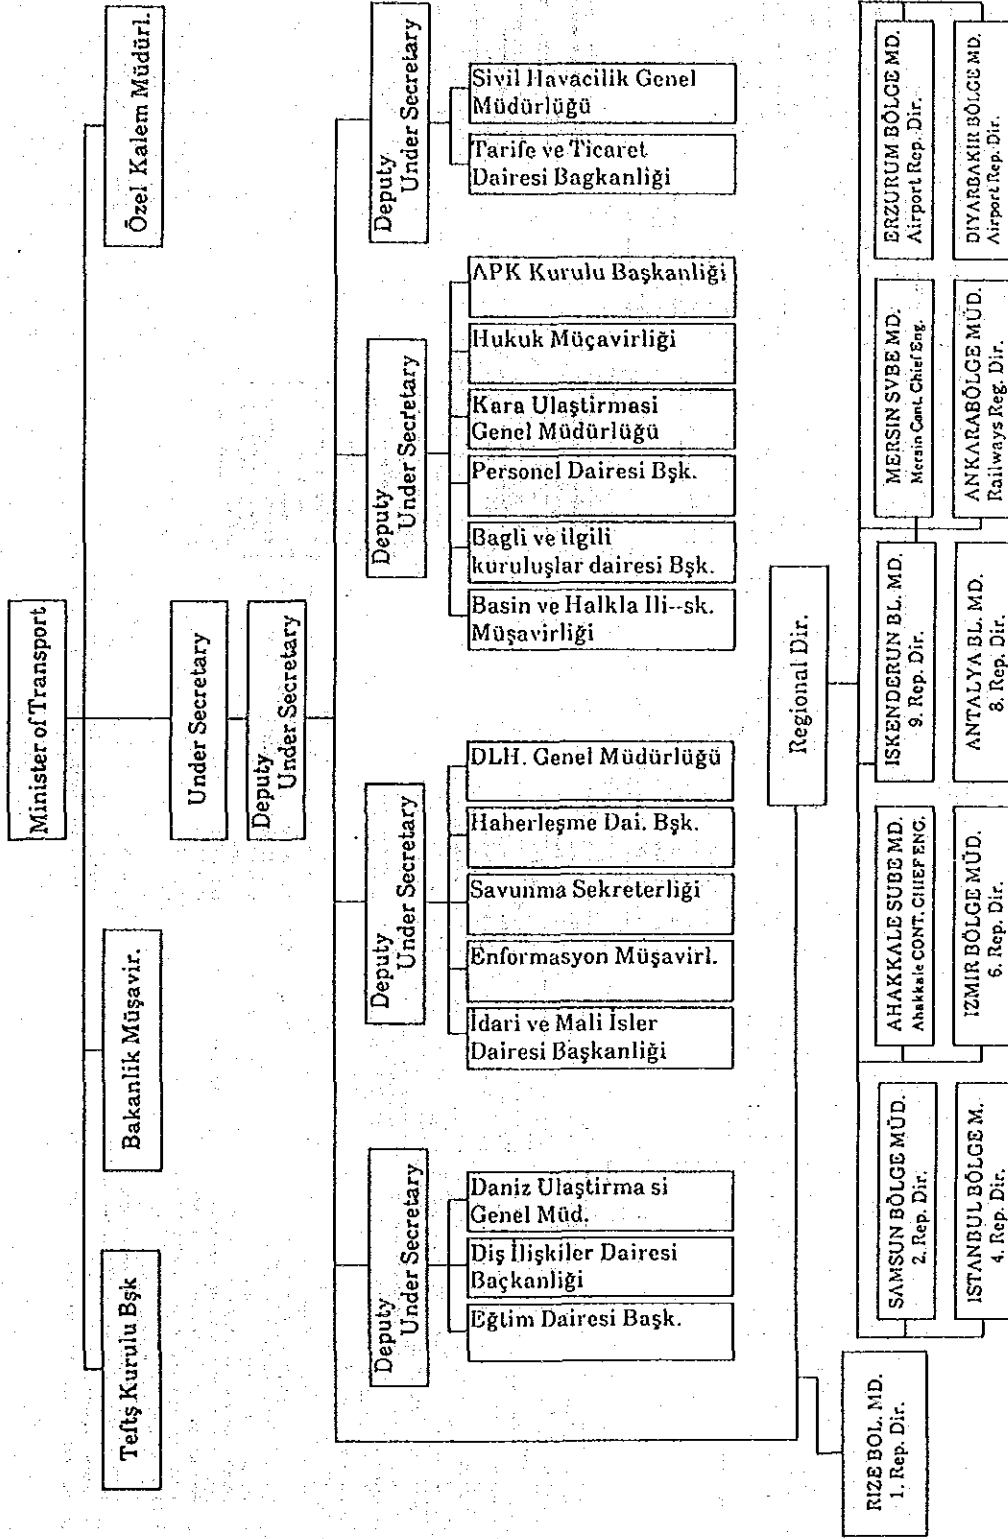 Minister of Transport
Teftş Kurulu Bşk
Bakanlik Müşavir.
Özel Kalem Müdürl.
Under Secretary
Deputy
Under Secretary
Deputy
Under Secretary
Daniz Ulaştirma si
Genel Müd.
Diş İlişkiler Dairesi
Baçkanliği
Eğtim Dairesi Başk.
Deputy
Under Secretary
DLH. Genel Müdürlüğü
Haherleşme Dai. Bşk.
Savunma Sekreterliği
Enformasyon Müşavirl.
İdari ve Mali İsler
Dairesi Başkanliği
Deputy
Under Secretary
APK Kurulu Başkanliği
Hukuk Müçavirliği
Kara Ulaştirmasi
Genel Müdürlüğü
Personel Dairesi Bşk.
Bagli ve ilgili
kuruluşlar dairesi Bşk.
Basin ve Halkla Ili--sk.
Müşavirliği
Deputy
Under Secretary
Sivil Havacilik Genel
Müdürlüğü
Tarife ve Ticaret
Dairesi Bagkanliği
Regional Dir.
RIZE BOL. MD.
1. Rep. Dir.
SAMSUN BÖLGE MÜD.
2. Rep. Dir.
AHAKKALE SUBE MD.
Ahakkale CONT. CHIEF ENG.
ISKENDERUN BL. MD.
9. Rep. Dir.
MERSIN SVBE MD.
Mersin Cont. Chief Eng.
ERZURUM BÖLGE MD.
Airport Rep. Dir.
ISTANBUL BÖLGE M.
4. Rep. Dir.
IZMIR BÖLGE MÜD.
6. Rep. Dir.
ANTALYA BL. MD.
8. Rep. Dir.
ANKARABÖLGE MÜD.
Railways Reg. Dir.
DIYARBAKIR BÖLGE MD.
Airport Rep. Dir.